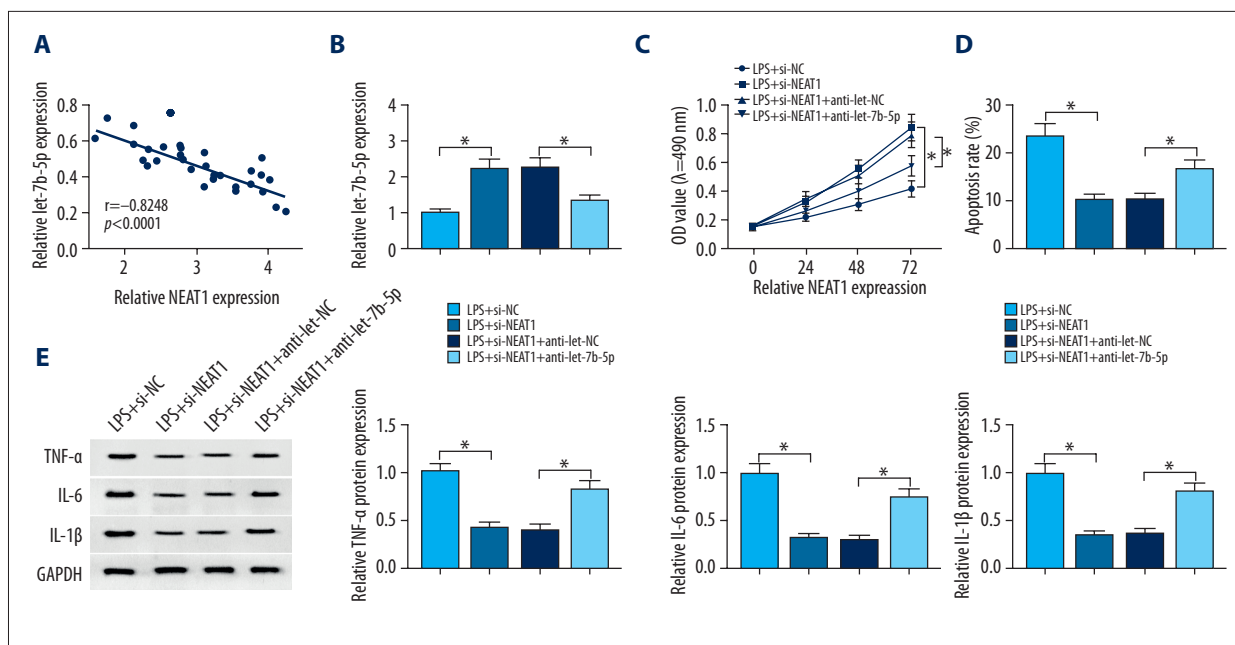 A
Relative let-7b-5p expression
0.8
0.6
0.4
0.2
0.0
r=–0.8248
p<0.0001
2
3
4
Relative NEAT1 expression
B
Relative let-7b-5p expression
4
3
2
1
0
*
*
C
LPS+si-NC
LPS+si-NEAT1
LPS+si-NEAT1+anti-let-NC
LPS+si-NEAT1+anti-let-7b-5p
OD value (λ=490 nm)
1.0
0.8
0.6
0.4
0.2
0.0
*
*
0
24
48
72
Relative NEAT1 expreassion
D
Apoptosis rate (%)
30
20
10
0
*
*
LPS+si-NC
LPS+si-NEAT1
LPS+si-NEAT1+anti-let-NC
LPS+si-NEAT1+anti-let-7b-5p
LPS+si-NC
LPS+si-NEAT1
LPS+si-NEAT1+anti-let-NC
LPS+si-NEAT1+anti-let-7b-5p
E
LPS+si-NC
LPS+si-NEAT1
LPS+si-NEAT1+anti-let-NC
LPS+si-NEAT1+anti-let-7b-5p
TNF-α
IL-6
IL-1β
GAPDH
Relative TNF-α protein expression
1.5
1.0
0.5
0.0
*
*
Relative IL-6 protein expression
1.5
1.0
0.5
0.0
*
*
Relative IL-1β protein expression
1.5
1.0
0.5
0.0
*
*